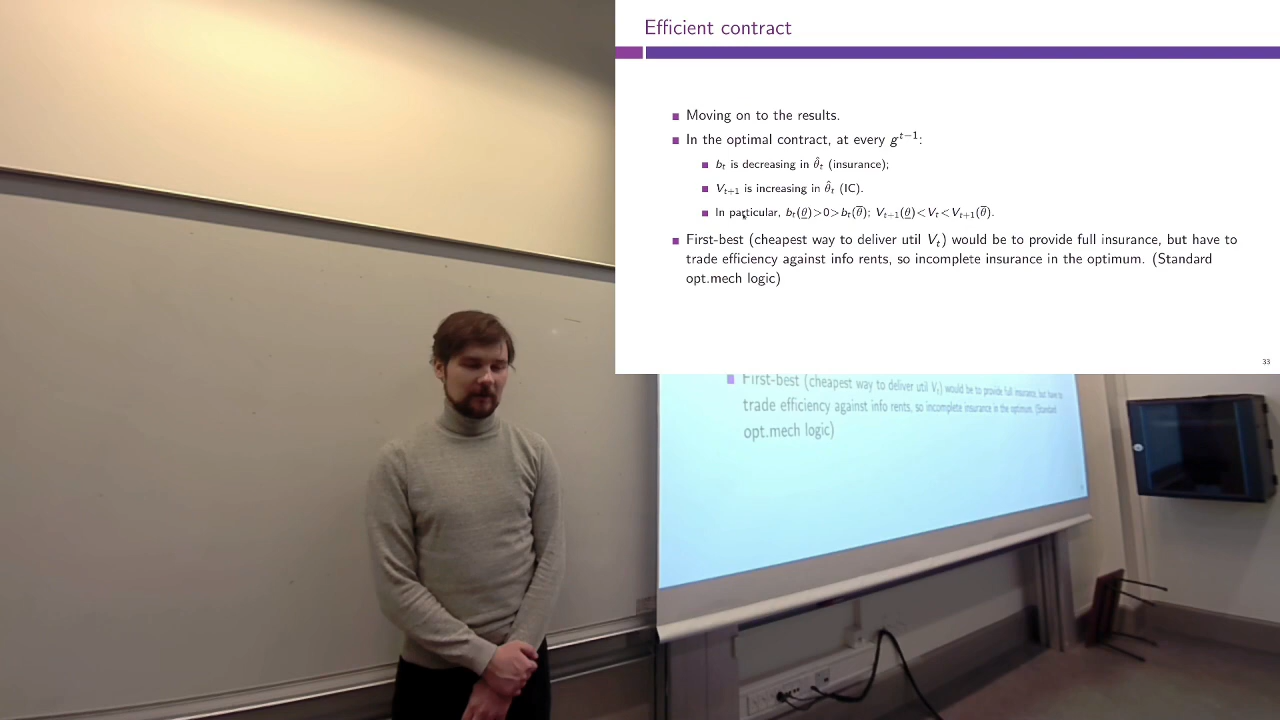 Efficient contract
Moving on to the results.
In the optimal contract, at every g^{t−1}:
b_t is decreasing in θ̂_t (insurance);
V_{t+1} is increasing in θ̂_t (IC).
In particular, b_t(θ̲)>0>b_t(θ̅); V_{t+1}(θ̲)<V_t<V_{t+1}(θ̅).
First-best (cheapest way to deliver util V_t) would be to provide full insurance, but have to
trade efficiency against info rents, so incomplete insurance in the optimum. (Standard
opt.mech logic)
33
First-best (cheapest way to deliver util V_t) would be to provide full insurance, but have to
trade efficiency against info rents, so incomplete insurance in the optimum. (Standard
opt.mech logic)